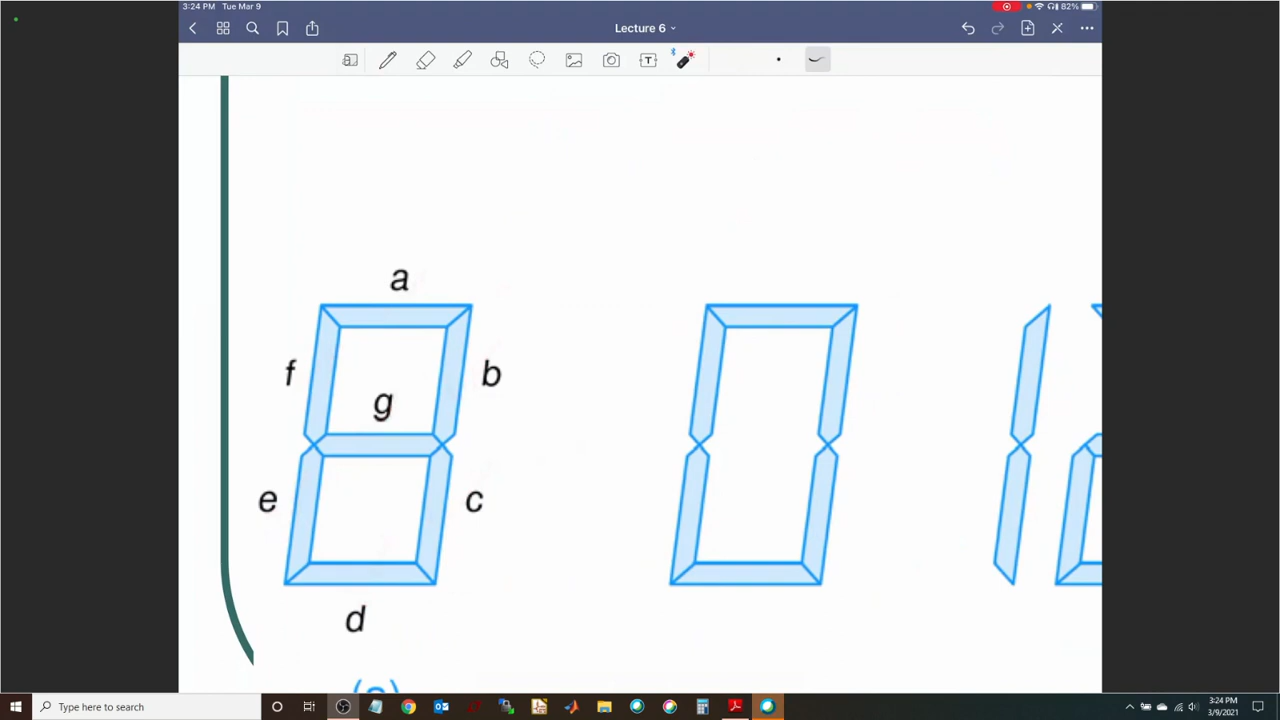 3:24 PM Tue Mar 9
82%
Lecture 6
T
a
f
b
g
e
c
d
Type here to search
3:24 PM
3/9/2021